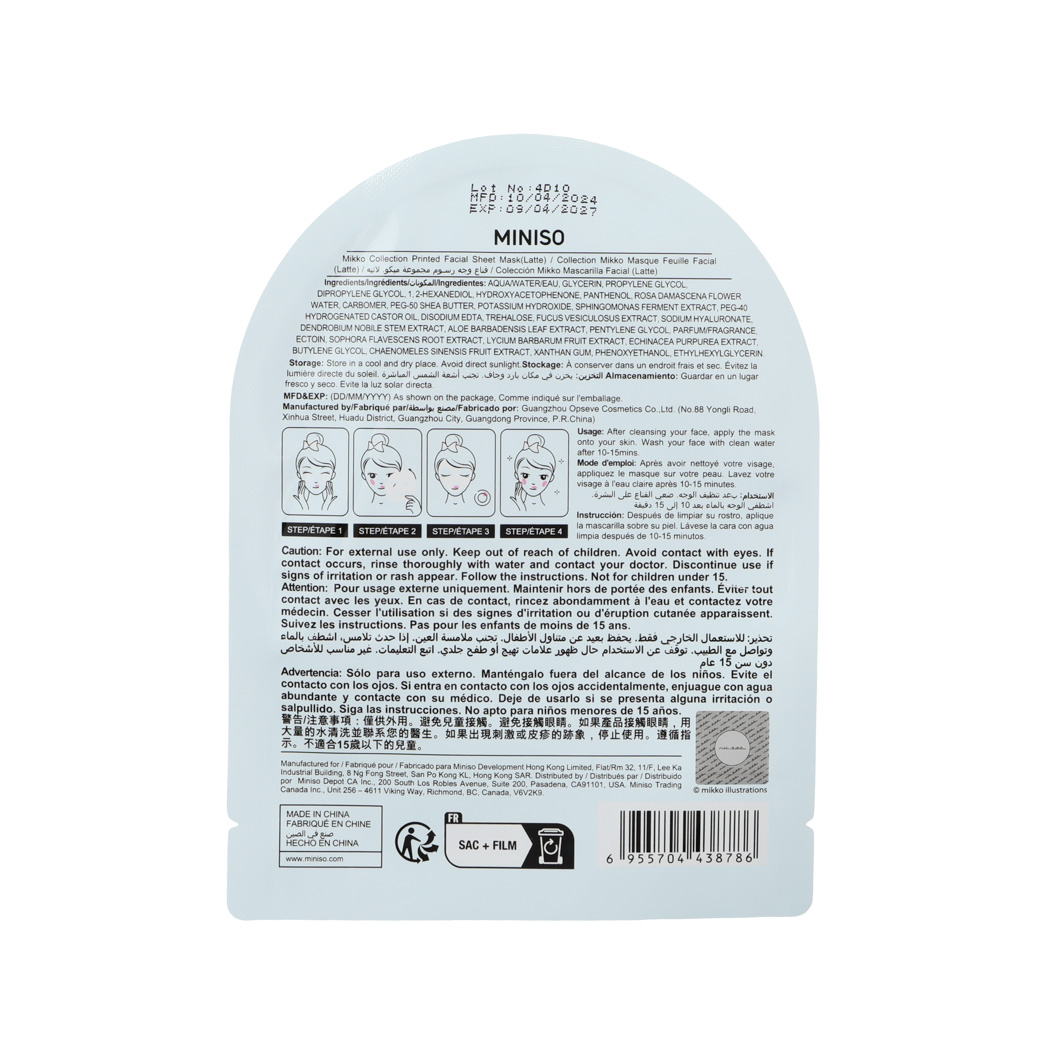 Lot No:4D10
MFD:10/04/2024
EXP:09/04/2027
MINISO
Mikko Collection Printed Facial Sheet Mask(Latte) / Collection Mikko Masque Feuille Facial
(Latte) / قناع وجه رسوم مجموعة ميكو. لاتيه / Colección Mikko Mascarilla Facial (Latte)
Ingredients/Ingrédients/المكونات/Ingredientes: AQUA/WATER/EAU, GLYCERIN, PROPYLENE GLYCOL,
DIPROPYLENE GLYCOL, 1, 2-HEXANEDIOL, HYDROXYACETOPHENONE, PANTHENOL, ROSA DAMASCENA FLOWER
WATER, CARBOMER, PEG-50 SHEA BUTTER, POTASSIUM HYDROXIDE, SPHINGOMONAS FERMENT EXTRACT, PEG-40
HYDROGENATED CASTOR OIL, DISODIUM EDTA, TREHALOSE, FUCUS VESICULOSUS EXTRACT, SODIUM HYALURONATE,
DENDROBIUM NOBILE STEM EXTRACT, ALOE BARBADENSIS LEAF EXTRACT, PENTYLENE GLYCOL, PARFUM/FRAGRANCE,
ECTOIN, SOPHORA FLAVESCENS ROOT EXTRACT, LYCIUM BARBARUM FRUIT EXTRACT, ECHINACEA PURPUREA EXTRACT,
BUTYLENE GLYCOL, CHAENOMELES SINENSIS FRUIT EXTRACT, XANTHAN GUM, PHENOXYETHANOL, ETHYLHEXYLGLYCERIN.
Storage: Store in a cool and dry place. Avoid direct sunlight. Stockage: À conserver dans un endroit frais et sec. Évitez la
lumière directe du soleil. التخزين: يخزن في مكان بارد وجاف. تجنب أشعة الشمس المباشرة Almacenamiento: Guardar en un lugar
fresco y seco. Evite la luz solar directa.
MFD&EXP: (DD/MM/YYYY) As shown on the package, Comme indiqué sur l'emballage.
Manufactured by/Fabriqué par/مصنع بواسطة/Fabricado por: Guangzhou Opseve Cosmetics Co.,Ltd. (No.88 Yongli Road,
Xinhua Street, Huadu District, Guangzhou City, Guangdong Province, P.R.China)
STEP/ÉTAPE 1
STEP/ÉTAPE 2
STEP/ÉTAPE 3
STEP/ÉTAPE 4
Usage: After cleansing your face, apply the mask
onto your skin. Wash your face with clean water
after 10-15mins.
Mode d'emploi: Après avoir nettoyé votre visage,
appliquez le masque sur votre peau. Lavez votre
visage à l'eau claire après 10-15 minutes.
الاستخدام: بعد تنظيف الوجه. ضعي القناع على البشرة.
اشطفي الوجه بالماء بعد 10 إلى 15 دقيقة
Instrucción: Después de limpiar su rostro, aplique
la mascarilla sobre su piel. Lávese la cara con agua
limpia después de 10-15 minutos.
Caution: For external use only. Keep out of reach of children. Avoid contact with eyes. If
contact occurs, rinse thoroughly with water and contact your doctor. Discontinue use if
signs of irritation or rash appear. Follow the instructions. Not for children under 15.
Attention: Pour usage externe uniquement. Maintenir hors de portée des enfants. Éviter tout
contact avec les yeux. En cas de contact, rincez abondamment à l'eau et contactez votre
médecin. Cesser l'utilisation si des signes d'irritation ou d'éruption cutanée apparaissent.
Suivez les instructions. Pas pour les enfants de moins de 15 ans.
تحذير: للاستعمال الخارجي فقط. يحفظ بعيد عن متناول الأطفال. تجنب ملامسة العين. إذا حدث تلامس، اشطف بالماء
وتواصل مع الطبيب. توقف عن الاستخدام حال ظهور علامات تهيج أو طفح جلدي. اتبع التعليمات. غير مناسب للأشخاص
دون سن 15 عام
Advertencia: Sólo para uso externo. Manténgalo fuera del alcance de los niños. Evite el
contacto con los ojos. Si entra en contacto con los ojos accidentalmente, enjuague con agua
abundante y contacte con su médico. Deje de usarlo si se presenta alguna irritación o
salpullido. Siga las instrucciones. No apto para niños menores de 15 años.
警告/注意事項：僅供外用。避免兒童接觸。避免接觸眼睛。如果產品接觸眼睛，用
大量的水清洗並聯系您的醫生。如果出現刺激或皮疹的跡象，停止使用。遵循指
示。不適合15歲以下的兒童。
© mikko illustrations
Manufactured for / Fabriqué pour / Fabricado para Miniso Development Hong Kong Limited, Flat/Rm 32, 11/F, Lee Ka
Industrial Building, 8 Ng Fong Street, San Po Kong KL, Hong Kong SAR. Distributed by / Distribués par / Distribuido
por Miniso Depot CA Inc., 200 South Los Robles Avenue, Suite 200, Pasadena, CA91101, USA. Miniso Trading
Canada Inc., Unit 256 – 4611 Viking Way, Richmond, BC, Canada, V6V2K9.
MADE IN CHINA
FABRIQUÉ EN CHINE
صنع في الصين
HECHO EN CHINA
www.miniso.com
FR
SAC + FILM
6 955704 438786